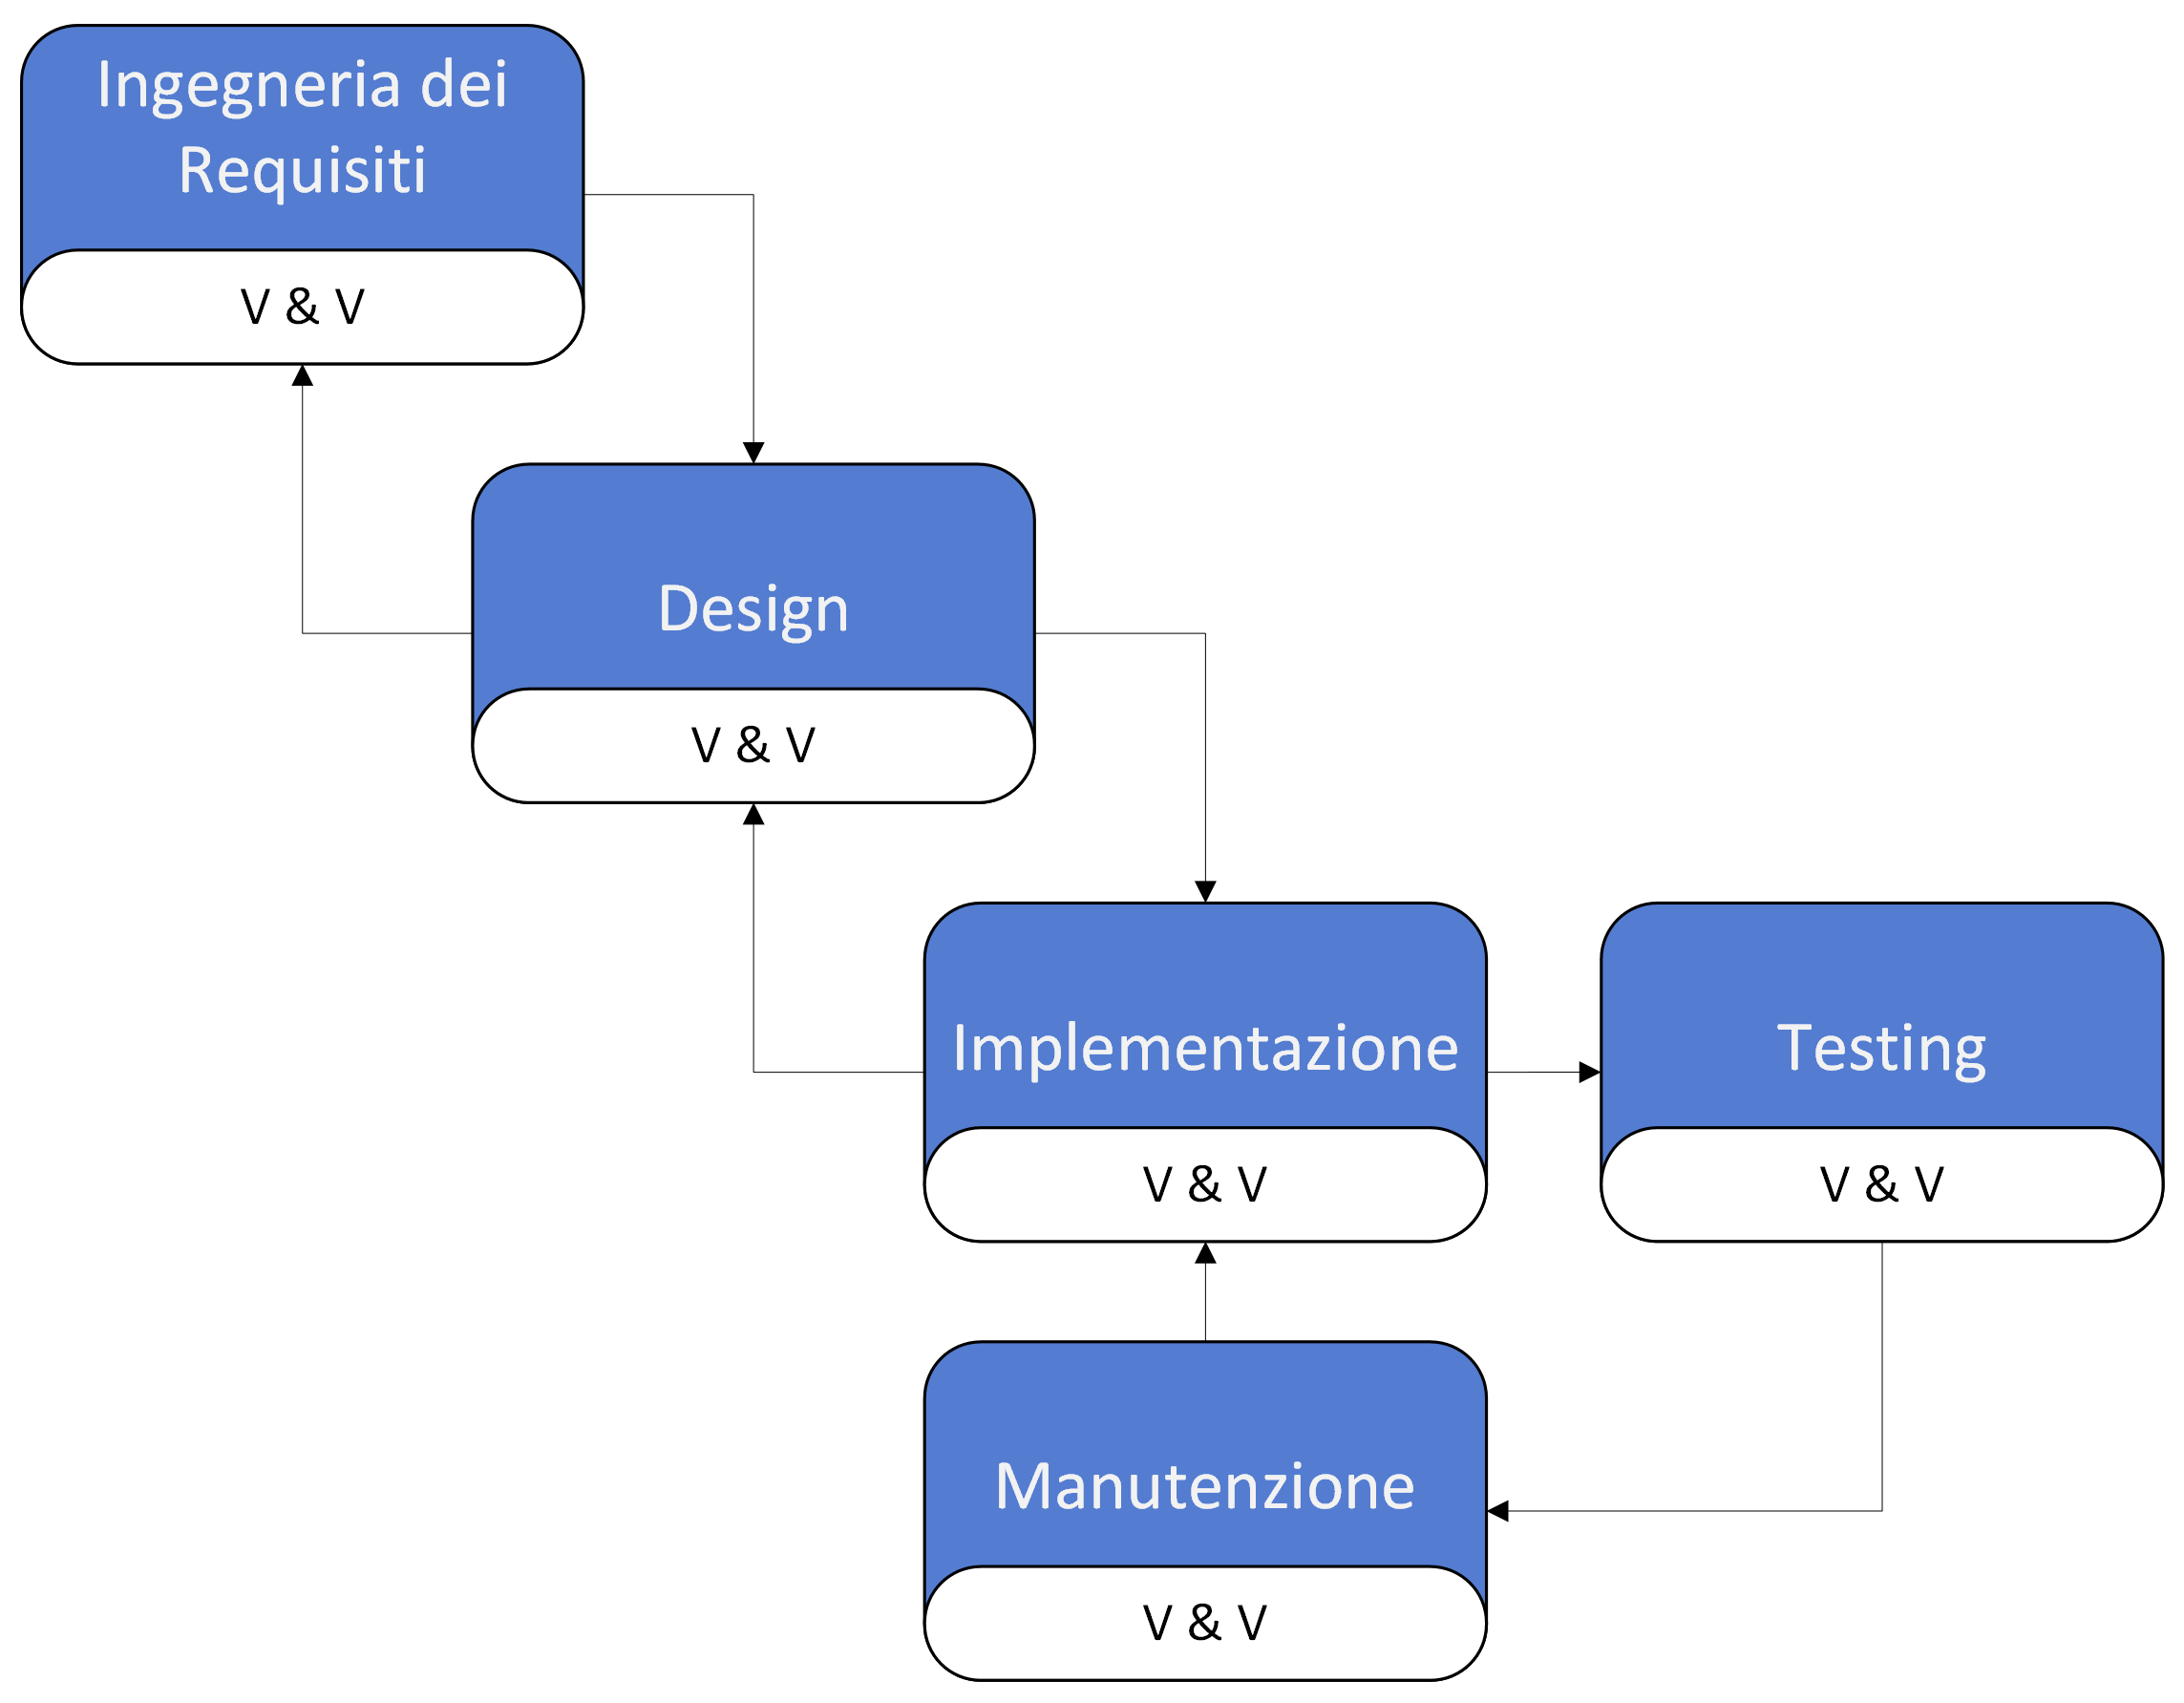 Ingegneria dei
Requisiti
V & V
Design
V & V
Implementazione
V & V
Testing
V & V
Manutenzione
V & V